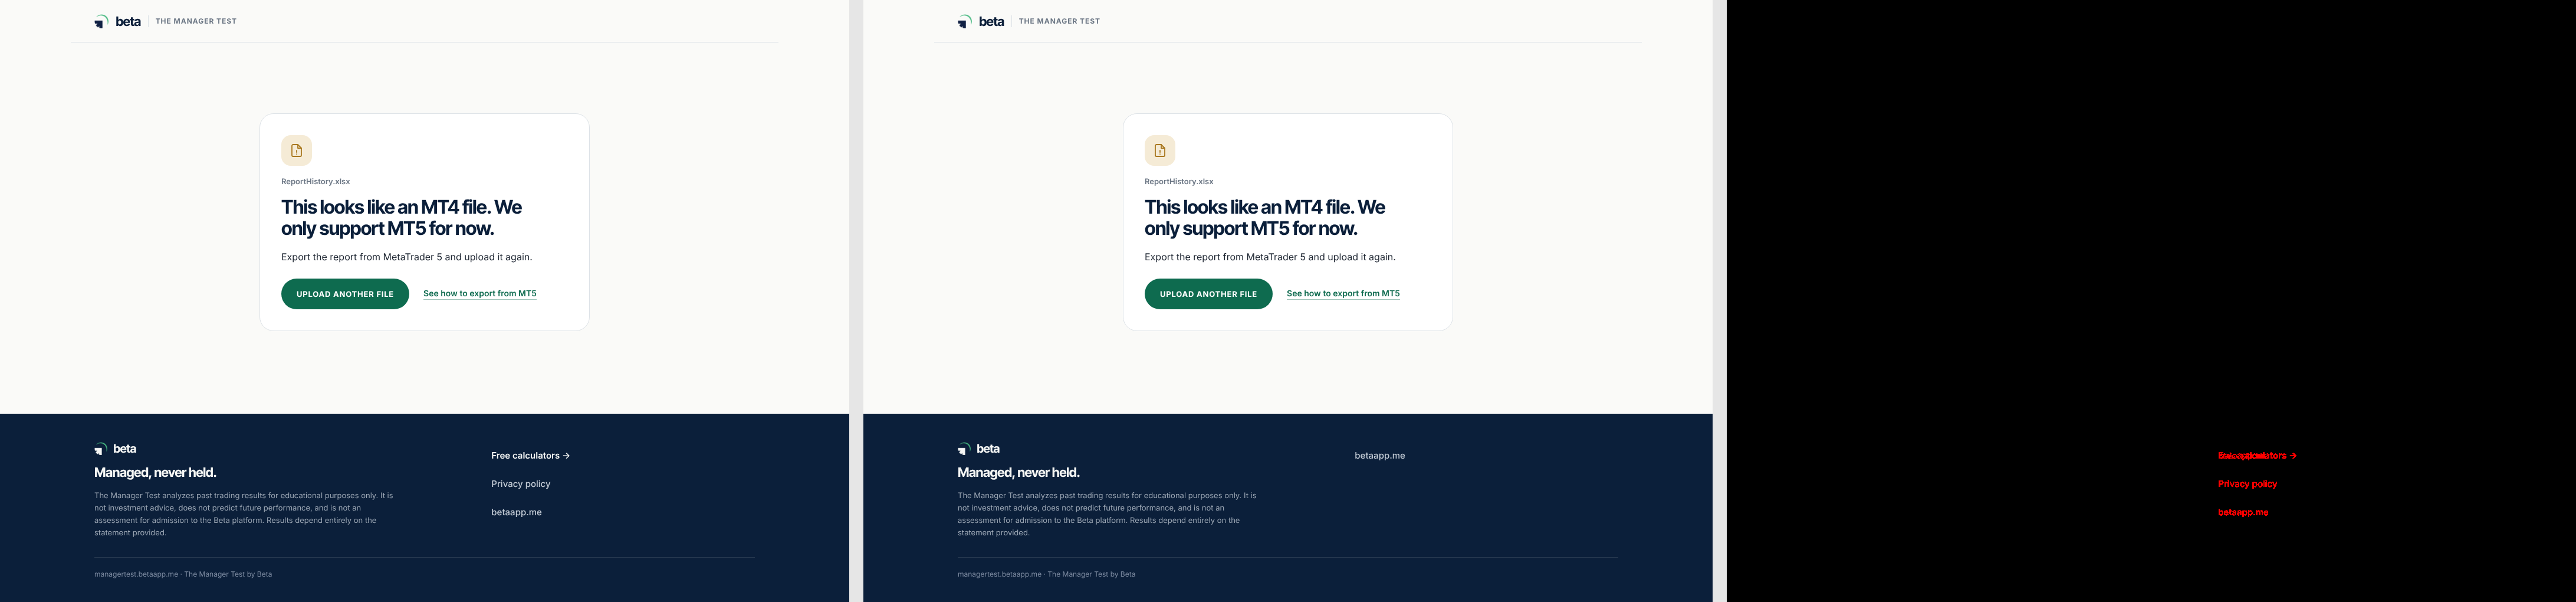 beta
THE MANAGER TEST
ReportHistory.xlsx
This looks like an MT4 file. We
only support MT5 for now.
Export the report from MetaTrader 5 and upload it again.
UPLOAD ANOTHER FILE
See how to export from MT5
beta
Managed, never held.
The Manager Test analyzes past trading results for educational purposes only. It is
not investment advice, does not predict future performance, and is not an
assessment for admission to the Beta platform. Results depend entirely on the
statement provided.
Free calculators →
Privacy policy
betaapp.me
managertest.betaapp.me · The Manager Test by Beta
beta
THE MANAGER TEST
ReportHistory.xlsx
This looks like an MT4 file. We
only support MT5 for now.
Export the report from MetaTrader 5 and upload it again.
UPLOAD ANOTHER FILE
See how to export from MT5
beta
Managed, never held.
The Manager Test analyzes past trading results for educational purposes only. It is
not investment advice, does not predict future performance, and is not an
assessment for admission to the Beta platform. Results depend entirely on the
statement provided.
betaapp.me
managertest.betaapp.me · The Manager Test by Beta
Privacy policy
betaapp.me